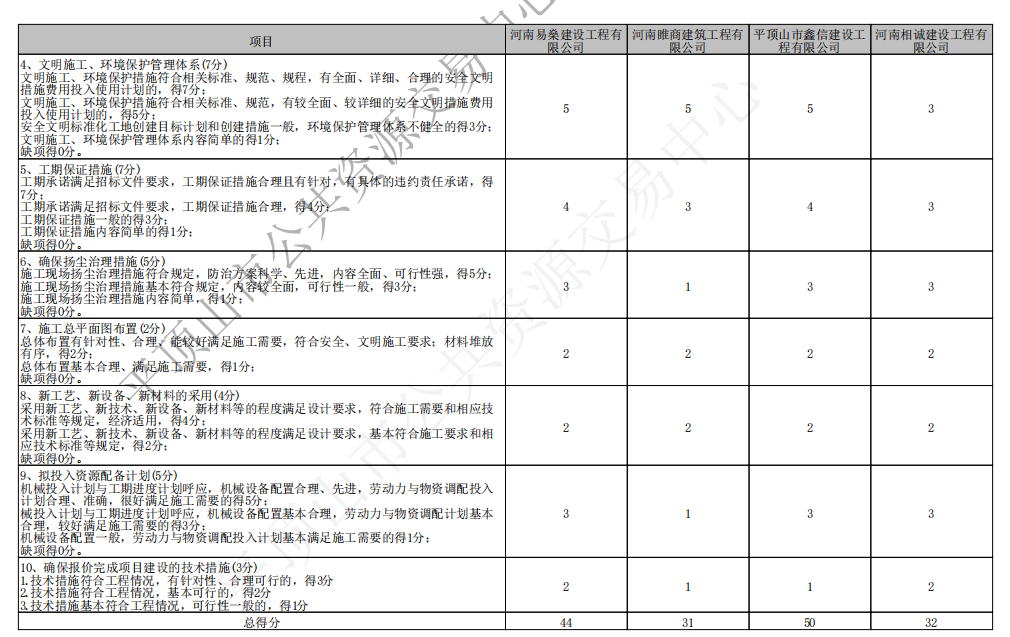 项目
河南易燊建设工程有
限公司
河南睢商建筑工程有
限公司
平顶山市鑫信建设工
程有限公司
河南相诚建设工程有
限公司
4、文明施工、环境保护管理体系(7分)
文明施工、环境保护措施符合相关标准、规范、规程，有全面、详细、合理的安全文明
措施费用投入使用计划的，得7分；
文明施工、环境保护措施符合相关标准、规范，有较全面、较详细的安全文明措施费用
投入使用计划的，得5分；
安全文明标准化工地创建目标计划和创建措施一般，环境保护管理体系不健全的得3分；
文明施工、环境保护管理体系内容简单的得1分；
缺项得0分。
5
5
5
3
5、工期保证措施(7分)
工期承诺满足招标文件要求，工期保证措施合理且有针对，有具体的违约责任承诺，得
7分；
工期承诺满足招标文件要求，工期保证措施合理，得4分；
工期保证措施一般的得3分；
工期保证措施内容简单的得1分；
缺项得0分。
4
3
4
3
6、确保扬尘治理措施(5分)
施工现场扬尘治理措施符合规定，防治方案科学、先进，内容全面、可行性强，得5分；
施工现场扬尘治理措施基本符合规定，内容较全面，可行性一般，得3分；
施工现场扬尘治理措施内容简单，得1分；
缺项得0分。
3
1
3
3
7、施工总平面图布置(2分)
总体布置有针对性、合理、能较好满足施工需要，符合安全、文明施工要求；材料堆放
有序，得2分；
总体布置基本合理、满足施工需要，得1分；
缺项得0分。
2
2
2
2
8、新工艺、新设备、新材料的采用(4分)
采用新工艺、新技术、新设备、新材料等的程度满足设计要求，符合施工需要和相应技
术标准等规定，经济适用，得4分；
采用新工艺、新技术、新设备、新材料等的程度满足设计要求，基本符合施工要求和相
应技术标准等规定，得2分；
缺项得0分。
2
2
2
2
9、拟投入资源配备计划(5分)
机械投入计划与工期进度计划呼应，机械设备配置合理、先进，劳动力与物资调配投入
计划合理、准确，很好满足施工需要的得5分；
械投入计划与工期进度计划呼应，机械设备配置基本合理，劳动力与物资调配计划基本
合理，较好满足施工需要的得3分；
机械设备配置一般，劳动力与物资调配投入计划基本满足施工需要的得1分；
缺项得0分。
3
1
3
3
10、确保报价完成项目建设的技术措施(3分)
1.技术措施符合工程情况，有针对性、合理可行的，得3分
2.技术措施符合工程情况，基本可行的，得2分
3.技术措施基本符合工程情况，可行性一般的，得1分
2
1
1
2
总得分
44
31
50
32
平顶山市公共资源交易中心
平顶山市公共资源交易中心